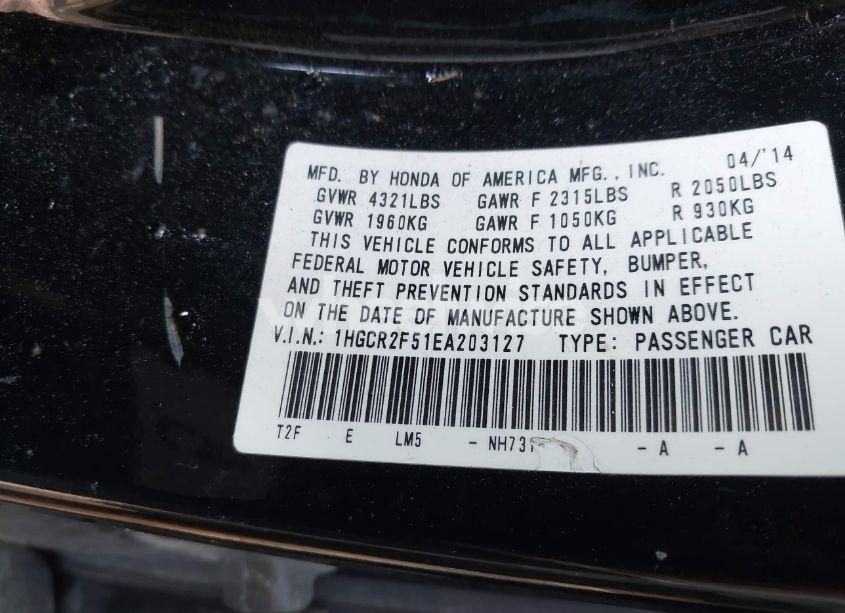 04/'14
MFD. BY HONDA OF AMERICA MFG., INC.
GVWR 4321LBS GAWR F 2315LBS R 2050LBS
GVWR 1960KG GAWR F 1050KG R 930KG
THIS VEHICLE CONFORMS TO ALL APPLICABLE
FEDERAL MOTOR VEHICLE SAFETY, BUMPER,
AND THEFT PREVENTION STANDARDS IN EFFECT
ON THE DATE OF MANUFACTURE SHOWN ABOVE.
V.I.N.: 1HGCR2F51EA203127 TYPE: PASSENGER CAR
T2F E LM5 - NH731 - A - A